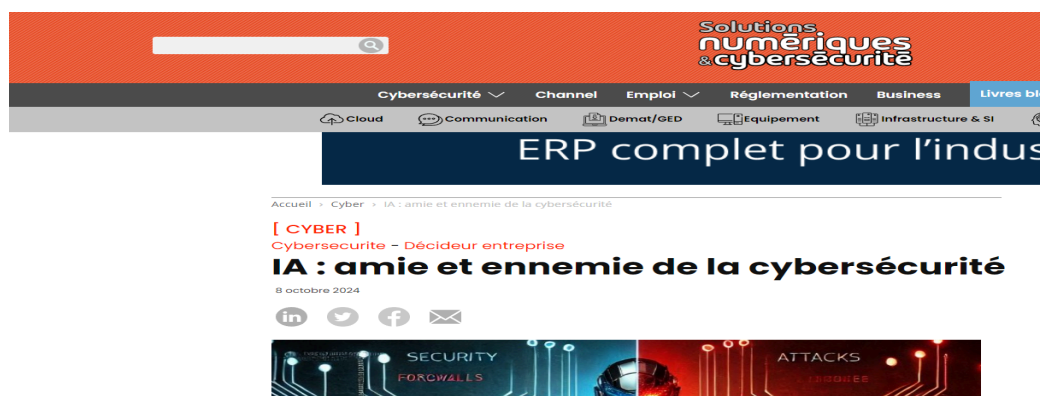 Solutions
numériques
&cybersécurité
Cybersécurité Channel Emploi Réglementation Business Livres bl
Cloud Communication Demat/GED Equipement Infrastructure & SI
ERP complet pour l'indus
Accueil › Cyber › IA : amie et ennemie de la cybersécurité
[ CYBER ]
Cybersecurite - Décideur entreprise
IA : amie et ennemie de la cybersécurité
8 octobre 2024
in
SECURITY ATTACKS
FORCWALLS